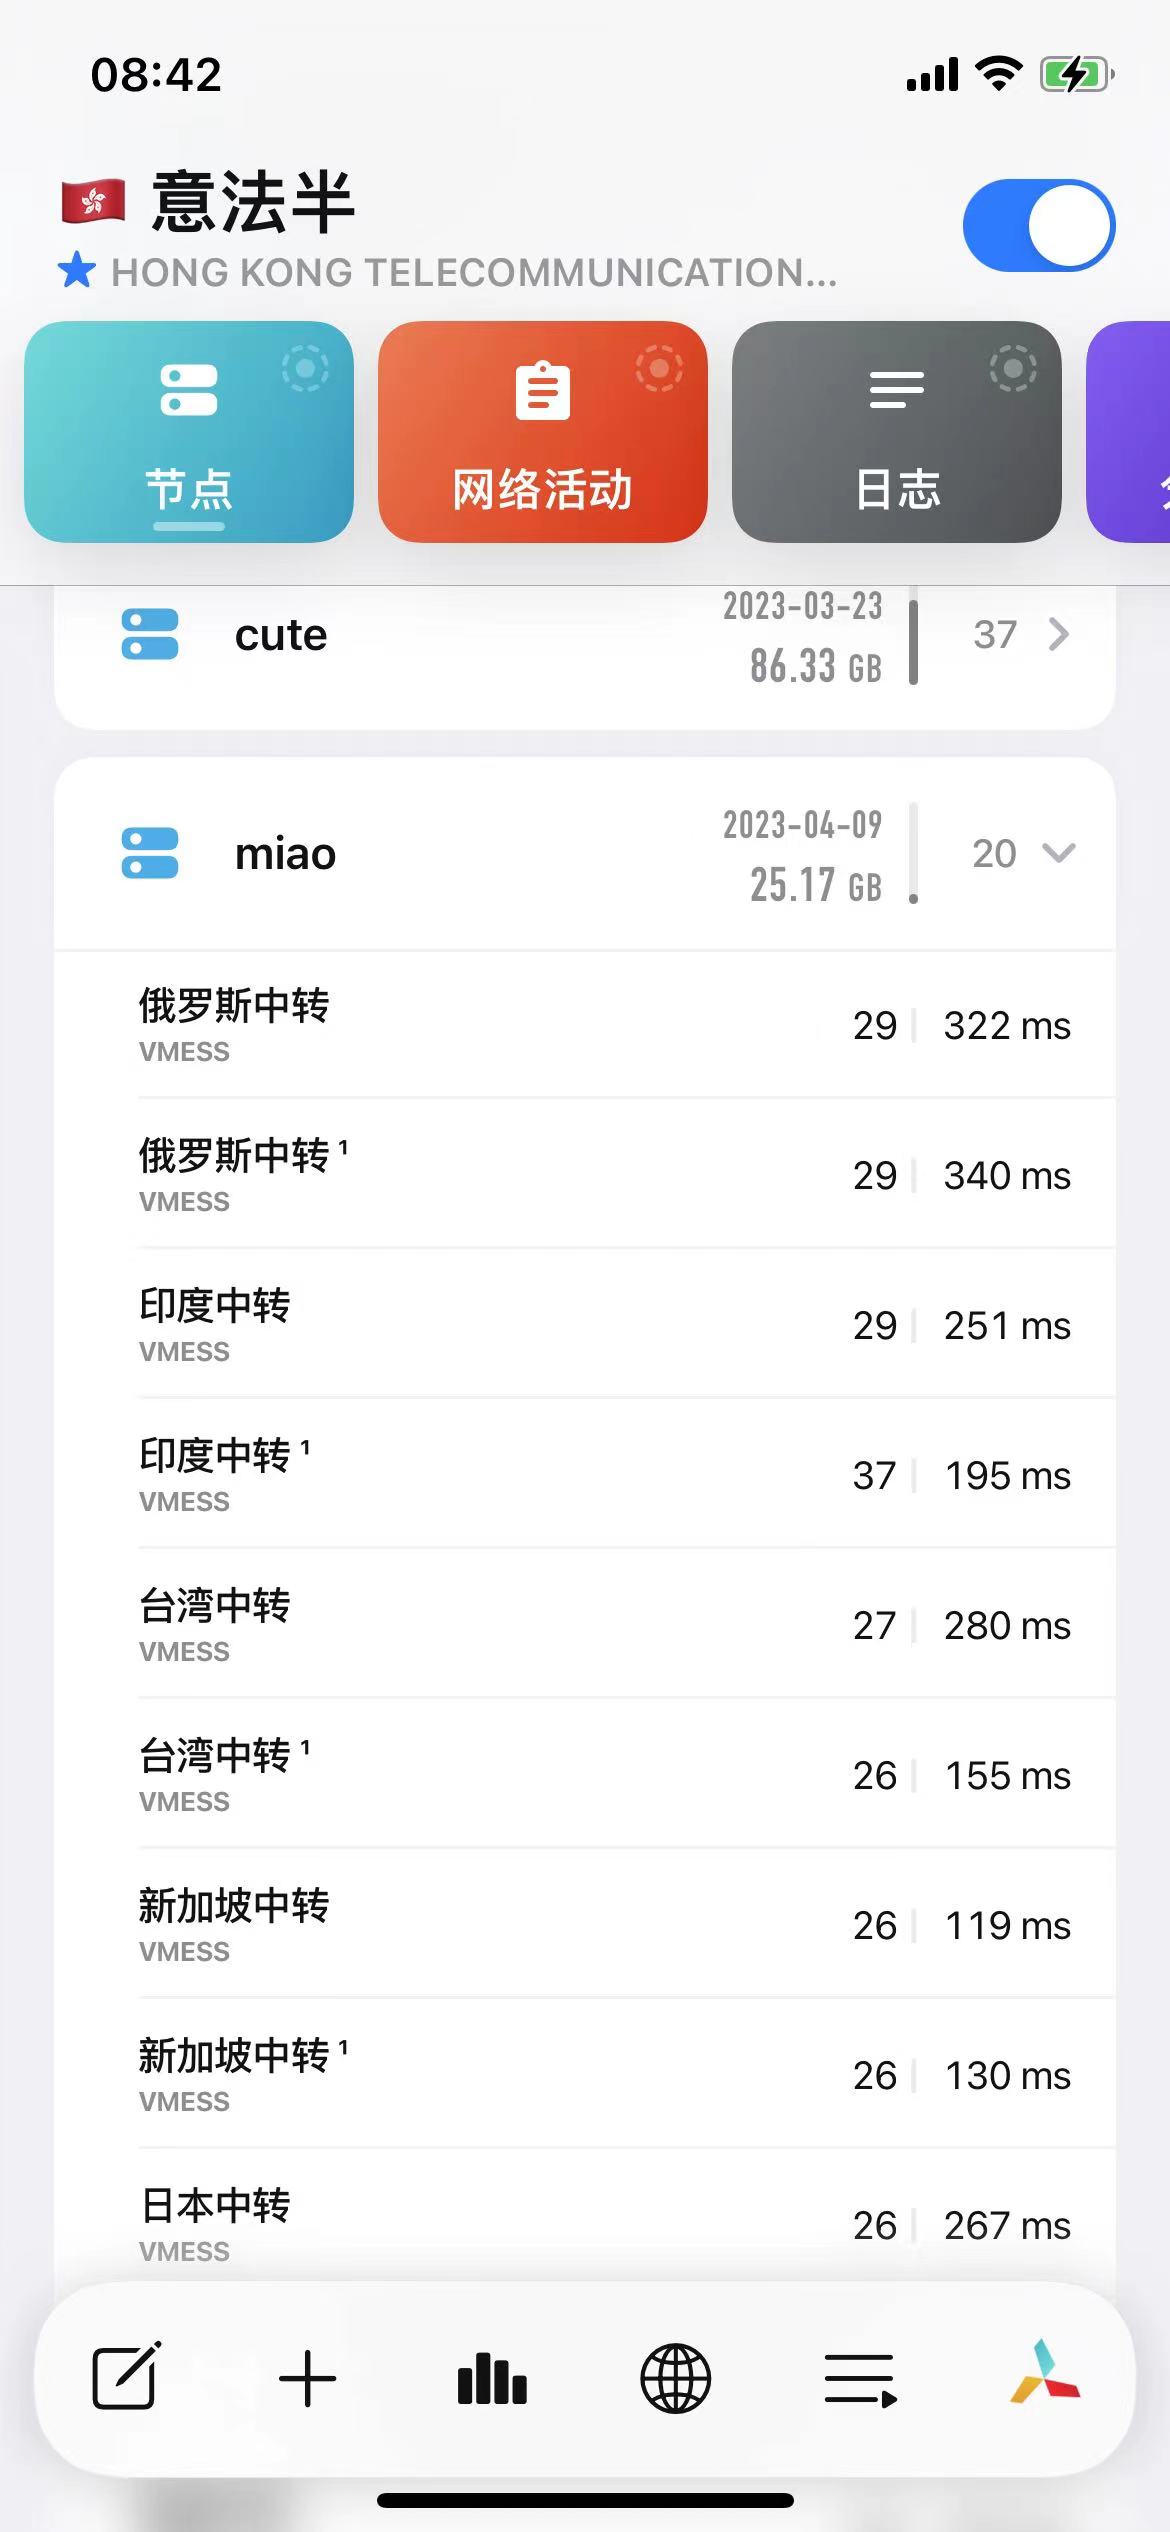 08:42
🇭🇰 意法半
HONG KONG TELECOMMUNICATION...
节点
网络活动
日志
cute
2023-03-23
86.33 GB
37
miao
2023-04-09
25.17 GB
20
俄罗斯中转
VMESS
29
322 ms
俄罗斯中转 ¹
VMESS
29
340 ms
印度中转
VMESS
29
251 ms
印度中转 ¹
VMESS
37
195 ms
台湾中转
VMESS
27
280 ms
台湾中转 ¹
VMESS
26
155 ms
新加坡中转
VMESS
26
119 ms
新加坡中转 ¹
VMESS
26
130 ms
日本中转
VMESS
26
267 ms